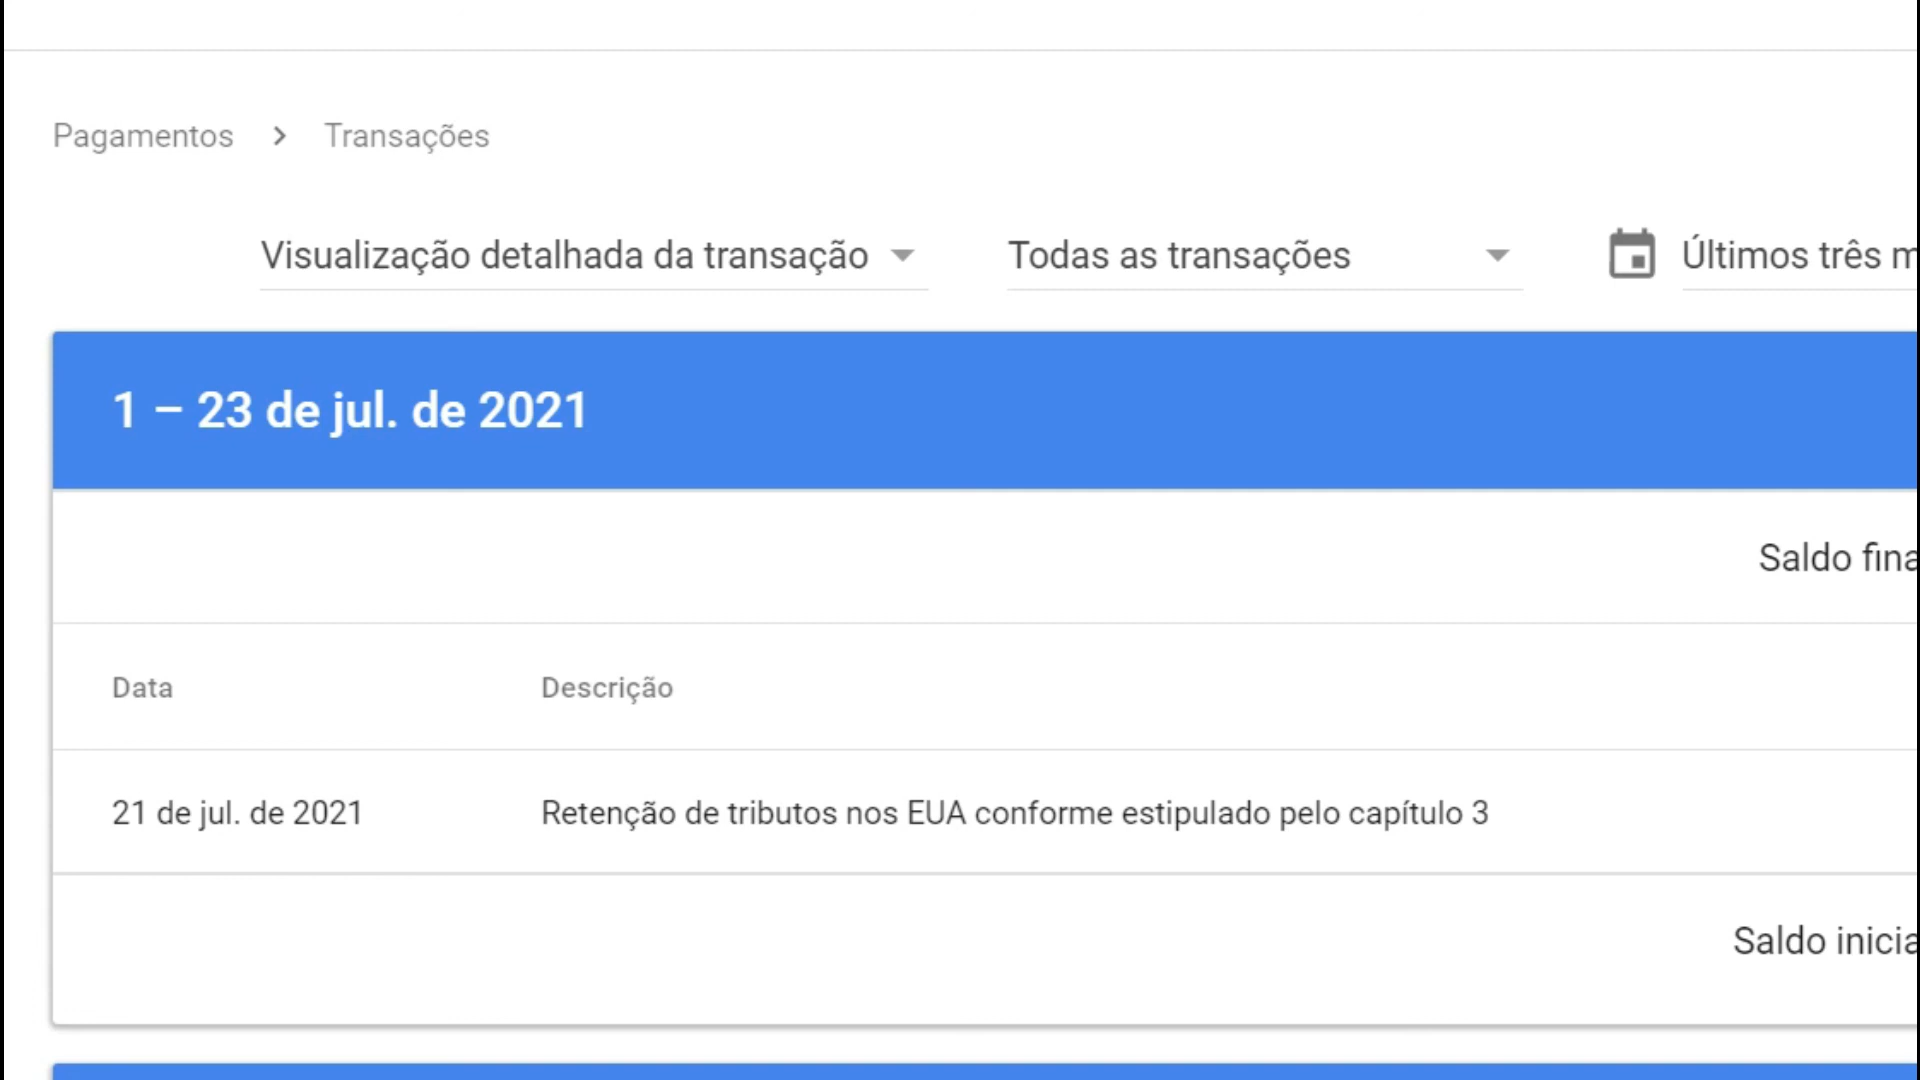 Pagamentos > Transações
Visualização detalhada da transação Todas as transações Últimos três m
1 – 23 de jul. de 2021
Saldo fina
Data Descrição
21 de jul. de 2021 Retenção de tributos nos EUA conforme estipulado pelo capítulo 3
Saldo inicia